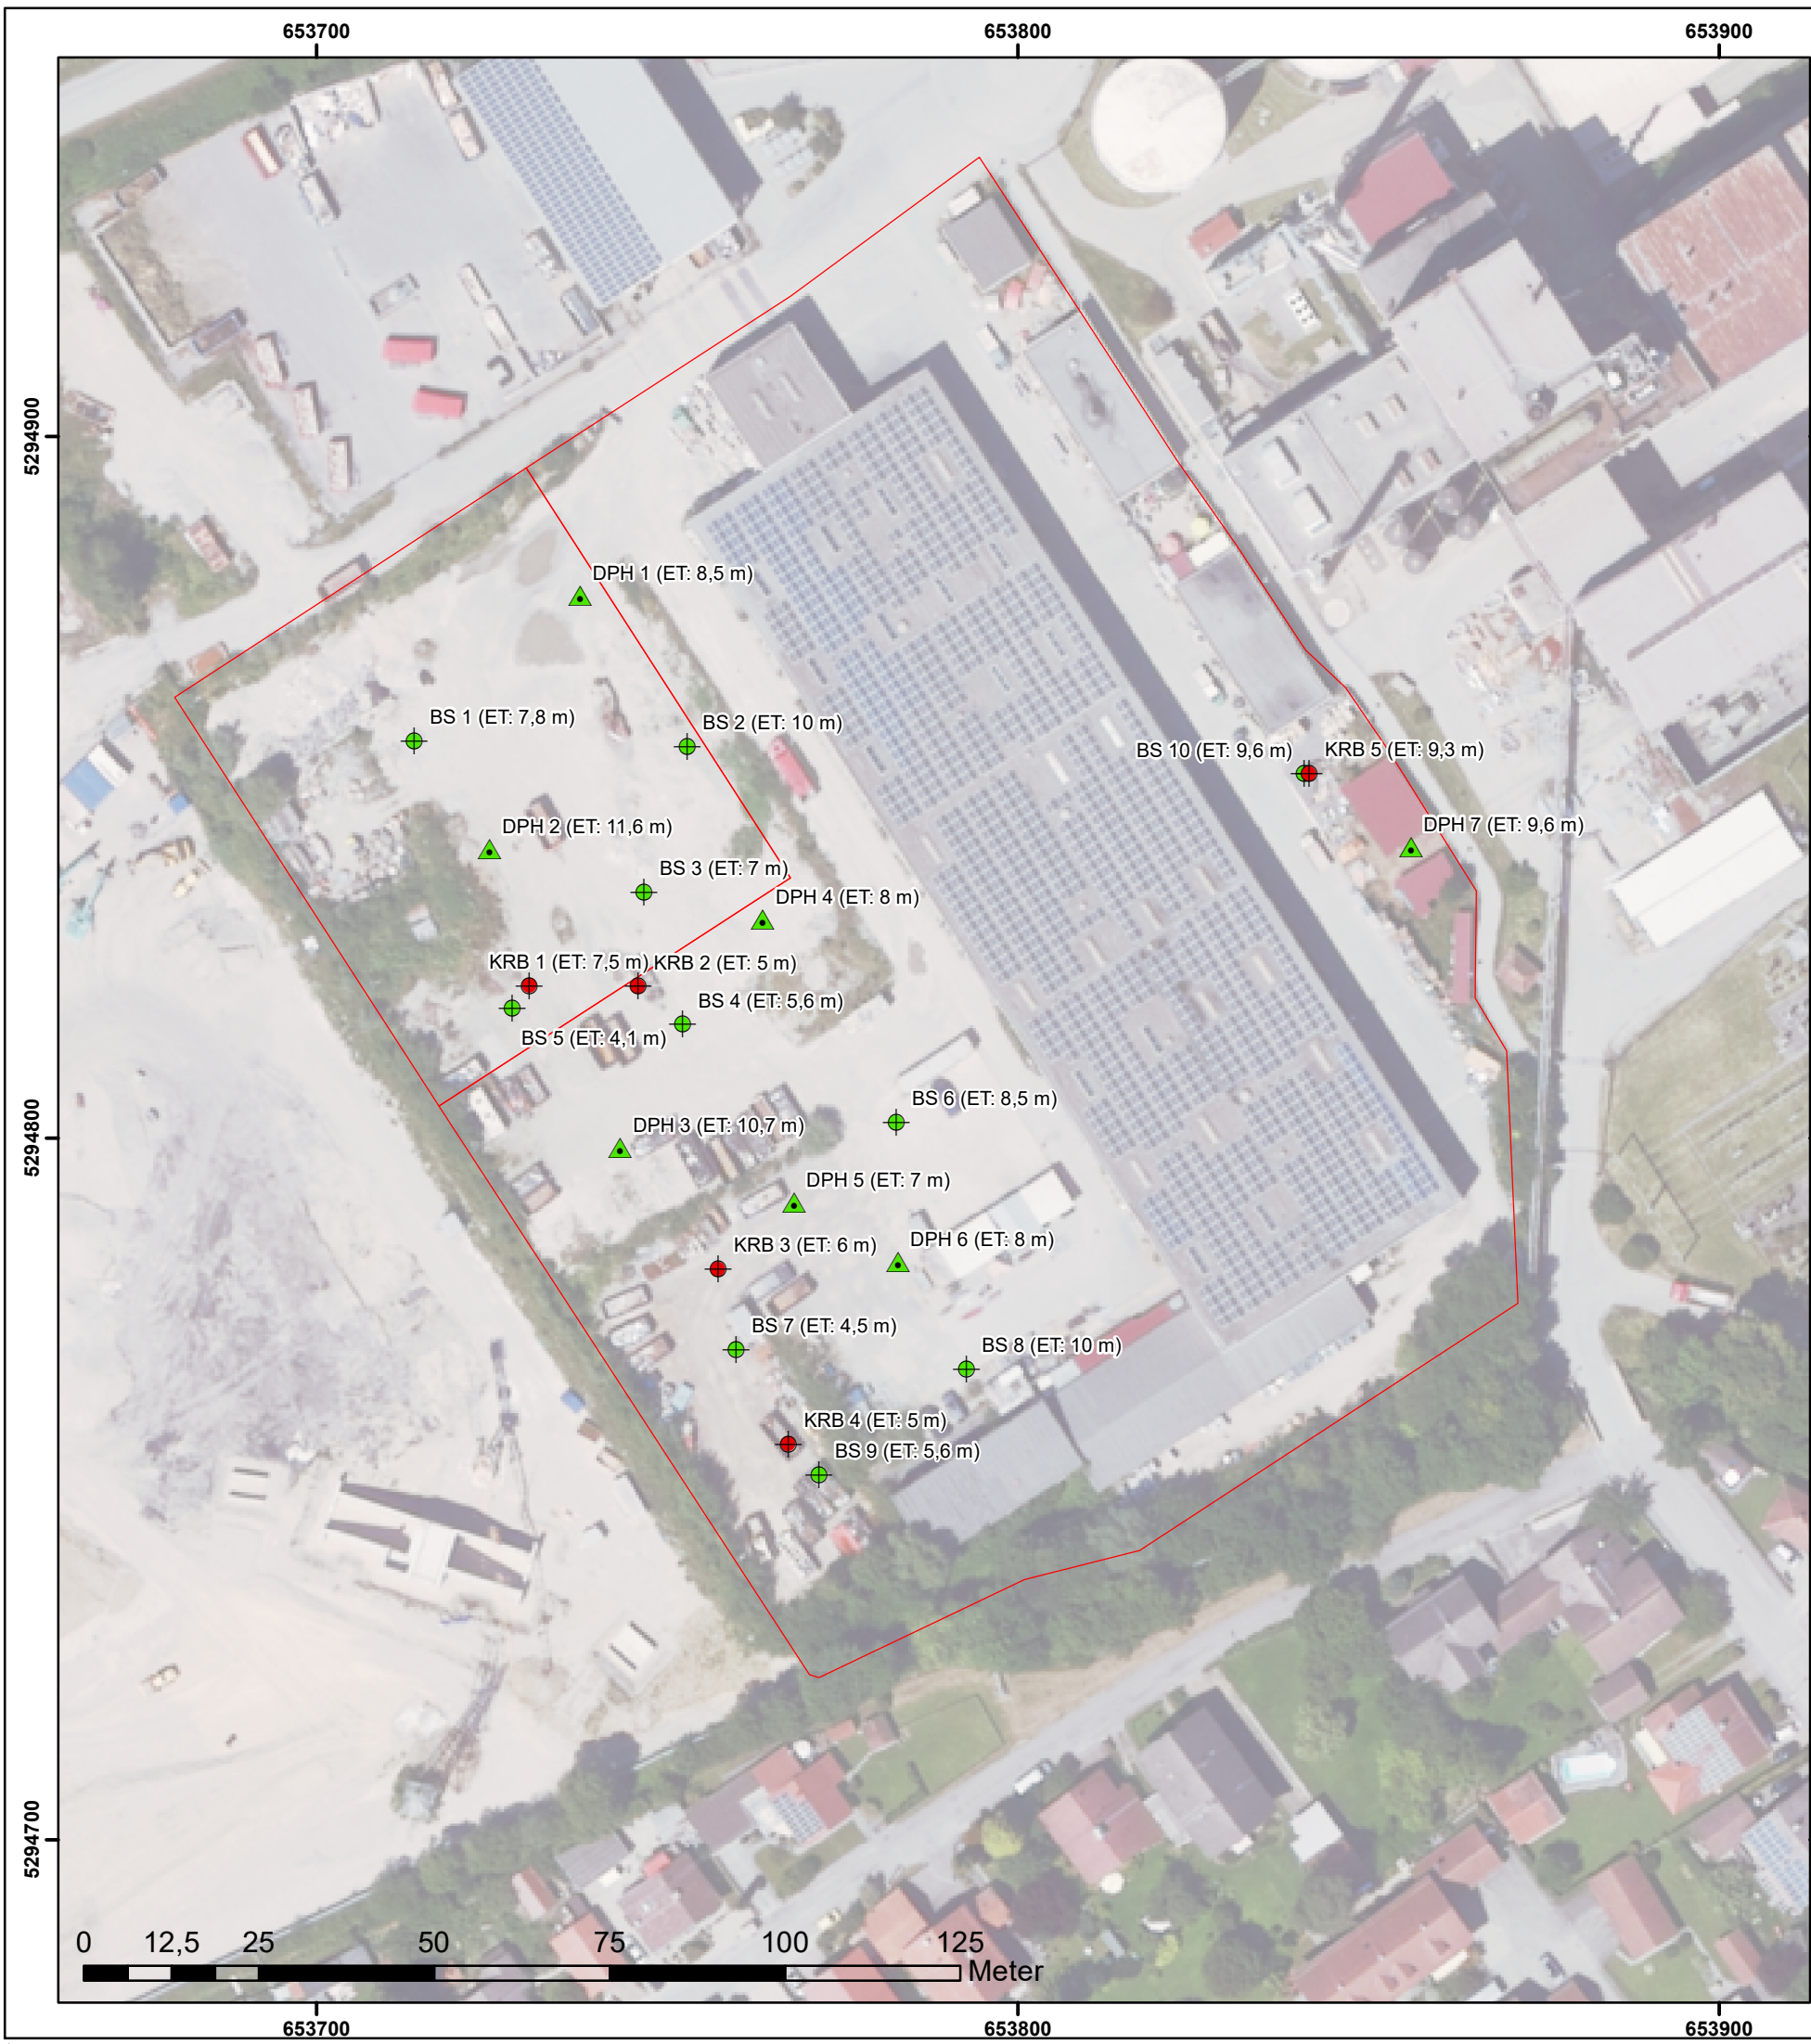 653700
653800
653900
5294900
DPH 1 (ET: 8,5 m)
BS 1 (ET: 7,8 m)
BS 2 (ET: 10 m)
BS 10 (ET: 9,6 m)
KRB 5 (ET: 9,3 m)
DPH 2 (ET: 11,6 m)
DPH 7 (ET: 9,6 m)
BS 3 (ET: 7 m)
DPH 4 (ET: 8 m)
KRB 1 (ET: 7,5 m)
KRB 2 (ET: 5 m)
BS 4 (ET: 5,6 m)
BS 5 (ET: 4,1 m)
BS 6 (ET: 8,5 m)
5294800
DPH 3 (ET: 10,7 m)
DPH 5 (ET: 7 m)
DPH 6 (ET: 8 m)
KRB 3 (ET: 6 m)
BS 7 (ET: 4,5 m)
BS 8 (ET: 10 m)
KRB 4 (ET: 5 m)
BS 9 (ET: 5,6 m)
5294700
0 12,5 25 50 75 100 125
Meter
653700
653800
653900